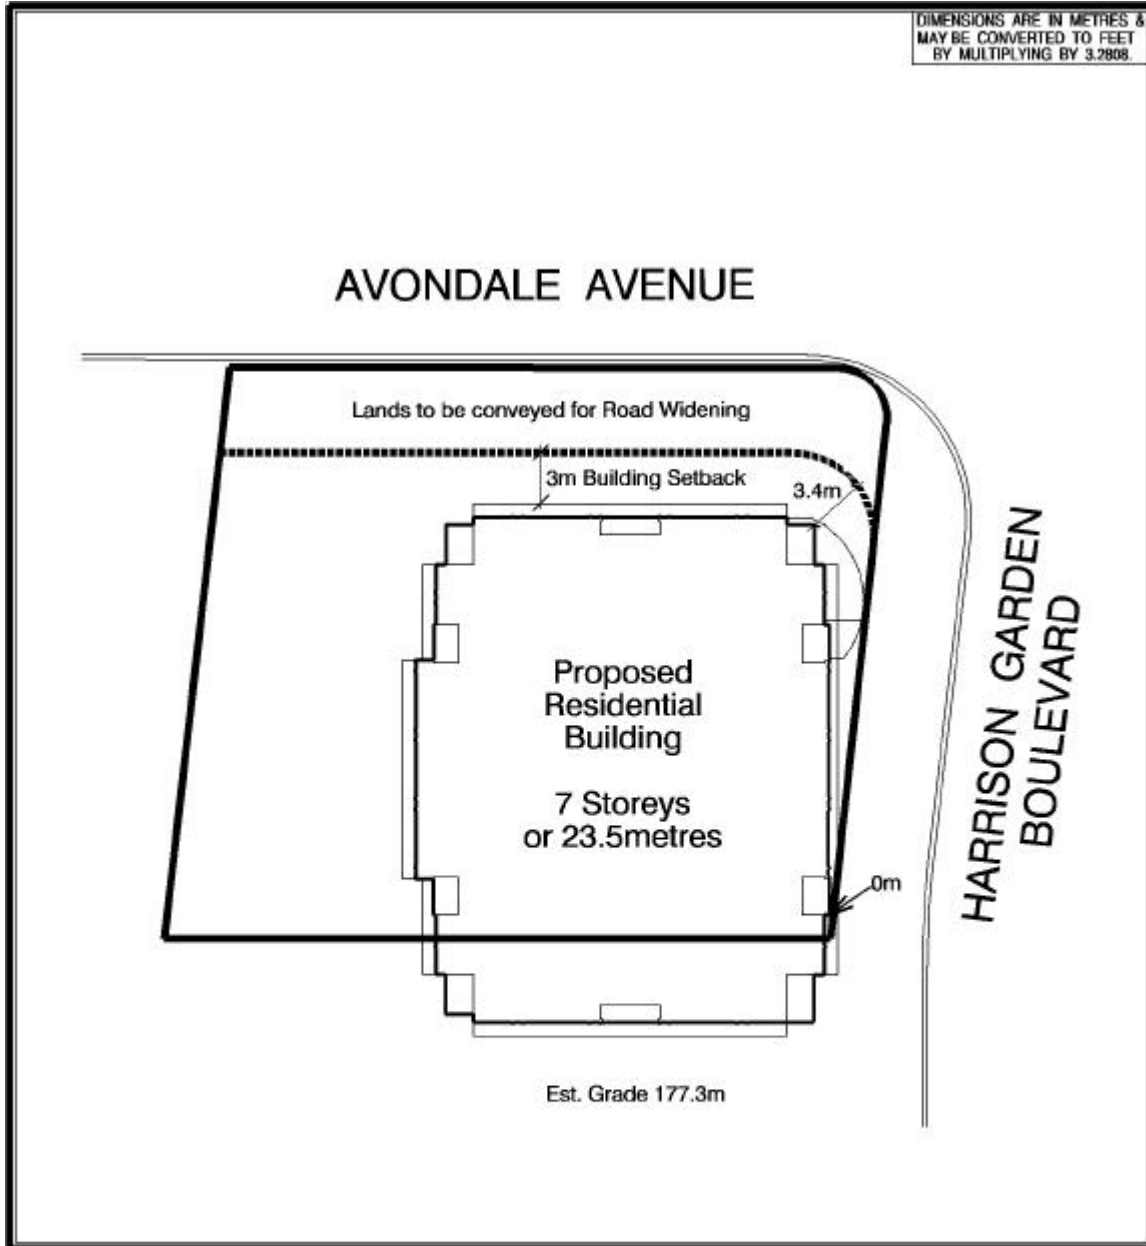 DIMENSIONS ARE IN METRES &
MAY BE CONVERTED TO FEET
BY MULTIPLYING BY 3.2808.
AVONDALE AVENUE
Lands to be conveyed for Road Widening
3m Building Setback
3.4m
HARRISON GARDEN
BOULEVARD
Proposed
Residential
Building
7 Storeys
or 23.5metres
0m
Est. Grade 177.3m